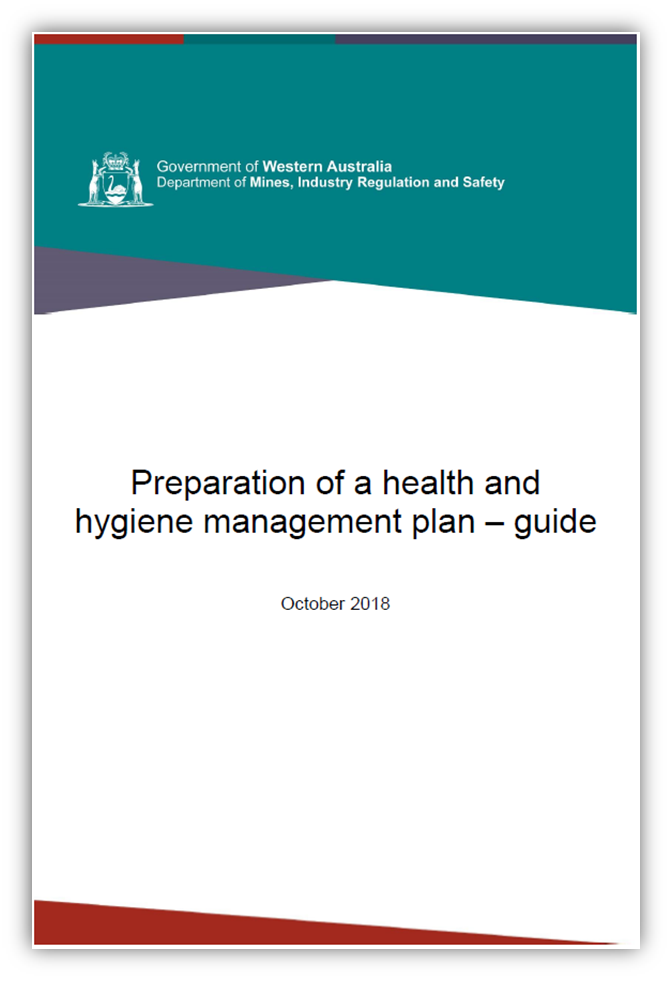 Government of Western Australia
Department of Mines, Industry Regulation and Safety
Preparation of a health and
hygiene management plan – guide
October 2018